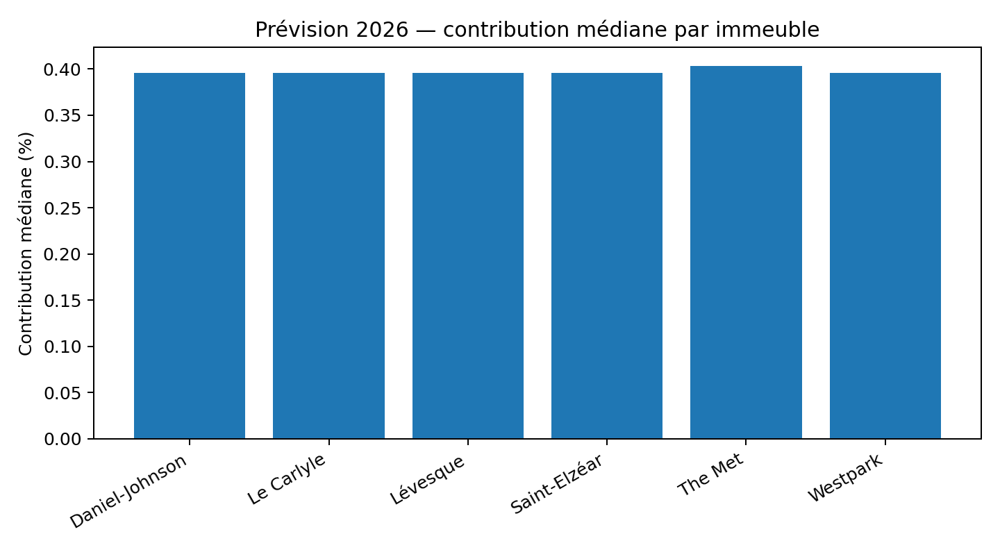 Prévision 2026 — contribution médiane par immeuble
Contribution médiane (%)
0.40
0.35
0.30
0.25
0.20
0.15
0.10
0.05
0.00
Daniel-Johnson
Le Carlyle
Lévesque
Saint-Elzéar
The Met
Westpark